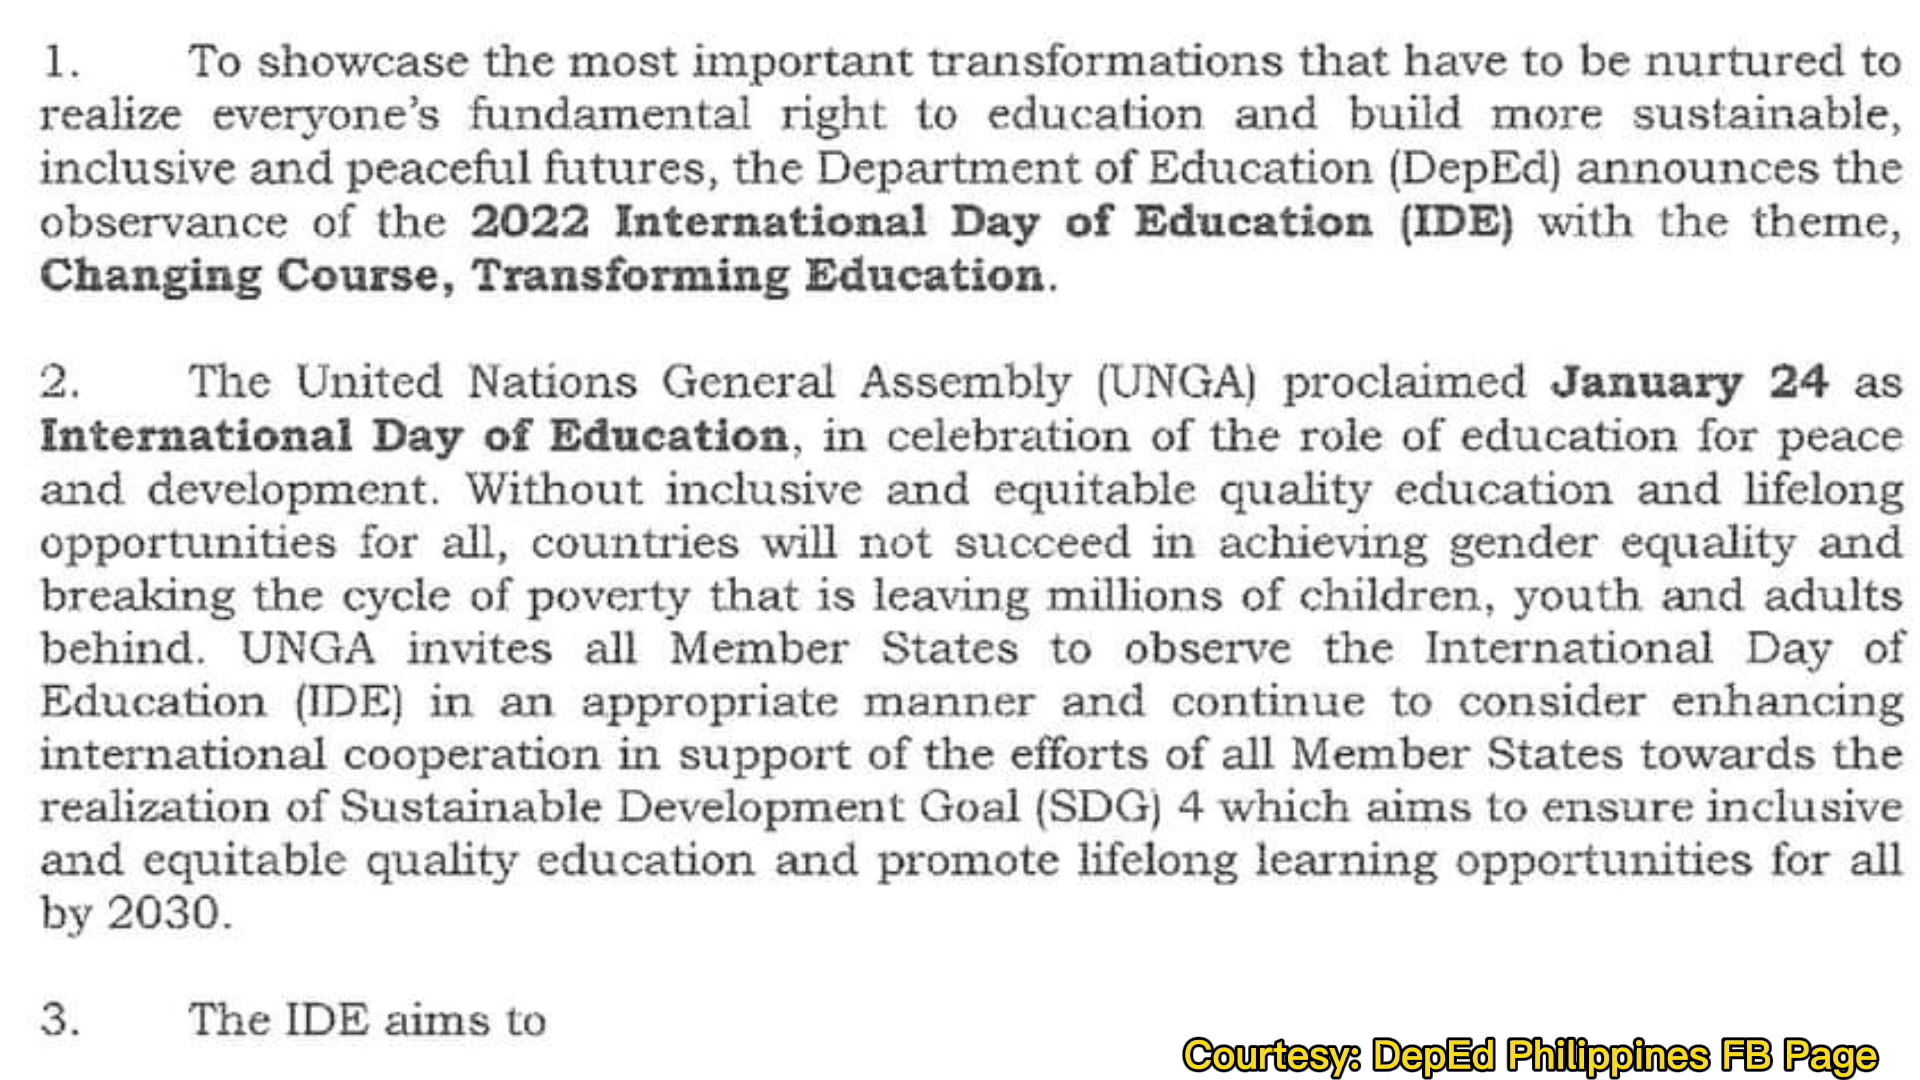 1. To showcase the most important transformations that have to be nurtured to
realize everyone's fundamental right to education and build more sustainable,
inclusive and peaceful futures, the Department of Education (DepEd) announces the
observance of the 2022 International Day of Education (IDE) with the theme,
Changing Course, Transforming Education.
2. The United Nations General Assembly (UNGA) proclaimed January 24 as
International Day of Education, in celebration of the role of education for peace
and development. Without inclusive and equitable quality education and lifelong
opportunities for all, countries will not succeed in achieving gender equality and
breaking the cycle of poverty that is leaving millions of children, youth and adults
behind. UNGA invites all Member States to observe the International Day of
Education (IDE) in an appropriate manner and continue to consider enhancing
international cooperation in support of the efforts of all Member States towards the
realization of Sustainable Development Goal (SDG) 4 which aims to ensure inclusive
and equitable quality education and promote lifelong learning opportunities for all
by 2030.
3. The IDE aims to
Courtesy: DepEd Philippines FB Page